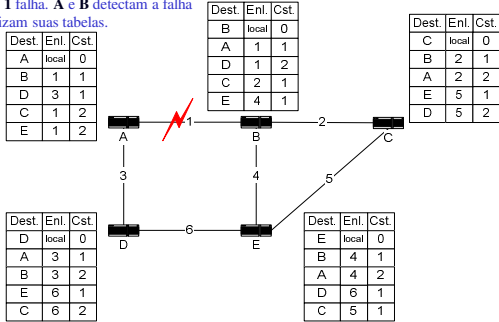 1 falha. A e B detectam a falha
izam suas tabelas.
Dest. Enl. Cst.
A local 0
B 1 1
D 3 1
C 1 2
E 1 2
Dest. Enl. Cst.
B local 0
A 1 1
D 1 2
C 2 1
E 4 1
Dest. Enl. Cst.
C local 0
B 2 1
A 2 2
E 5 1
D 5 2
1
2
A
B
C
3
4
5
6
D
E
Dest. Enl. Cst.
D local 0
A 3 1
B 3 2
E 6 1
C 6 2
Dest. Enl. Cst.
E local 0
B 4 1
A 4 2
D 6 1
C 5 1